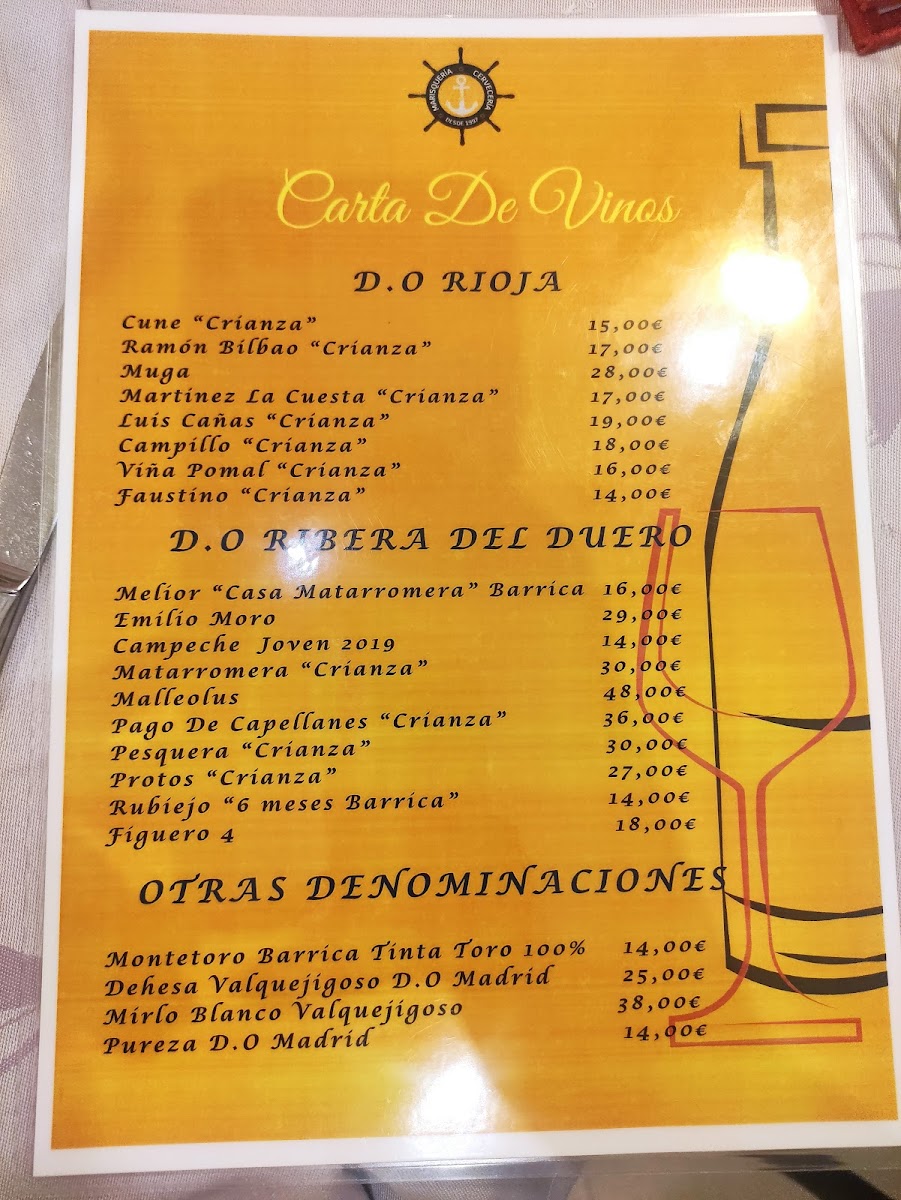 MARISQUERÍA CERVECERÍA
DESDE 1997
Carta De Vinos
D.O RIOJA
Cune “Crianza” 15,00€
Ramón Bilbao “Crianza” 17,00€
Muga 28,00€
Martinez La Cuesta “Crianza” 17,00€
Luis Cañas “Crianza” 19,00€
Campillo “Crianza” 18,00€
Viña Pomal “Crianza” 16,00€
Faustino “Crianza” 14,00€
D.O RIBERA DEL DUERO
Melior “Casa Matarromera” Barrica 16,00€
Emilio Moro 29,00€
Campeche Joven 2019 14,00€
Matarromera “Crianza” 30,00€
Malleolus 48,00€
Pago De Capellanes “Crianza” 36,00€
Pesquera “Crianza” 30,00€
Protos “Crianza” 27,00€
Rubiejo “6 meses Barrica” 14,00€
Figuero 4 18,00€
OTRAS DENOMINACIONES
Montetoro Barrica Tinta Toro 100% 14,00€
Dehesa Valquejigoso D.O Madrid 25,00€
Mirlo Blanco Valquejigoso 38,00€
Pureza D.O Madrid 14,00€